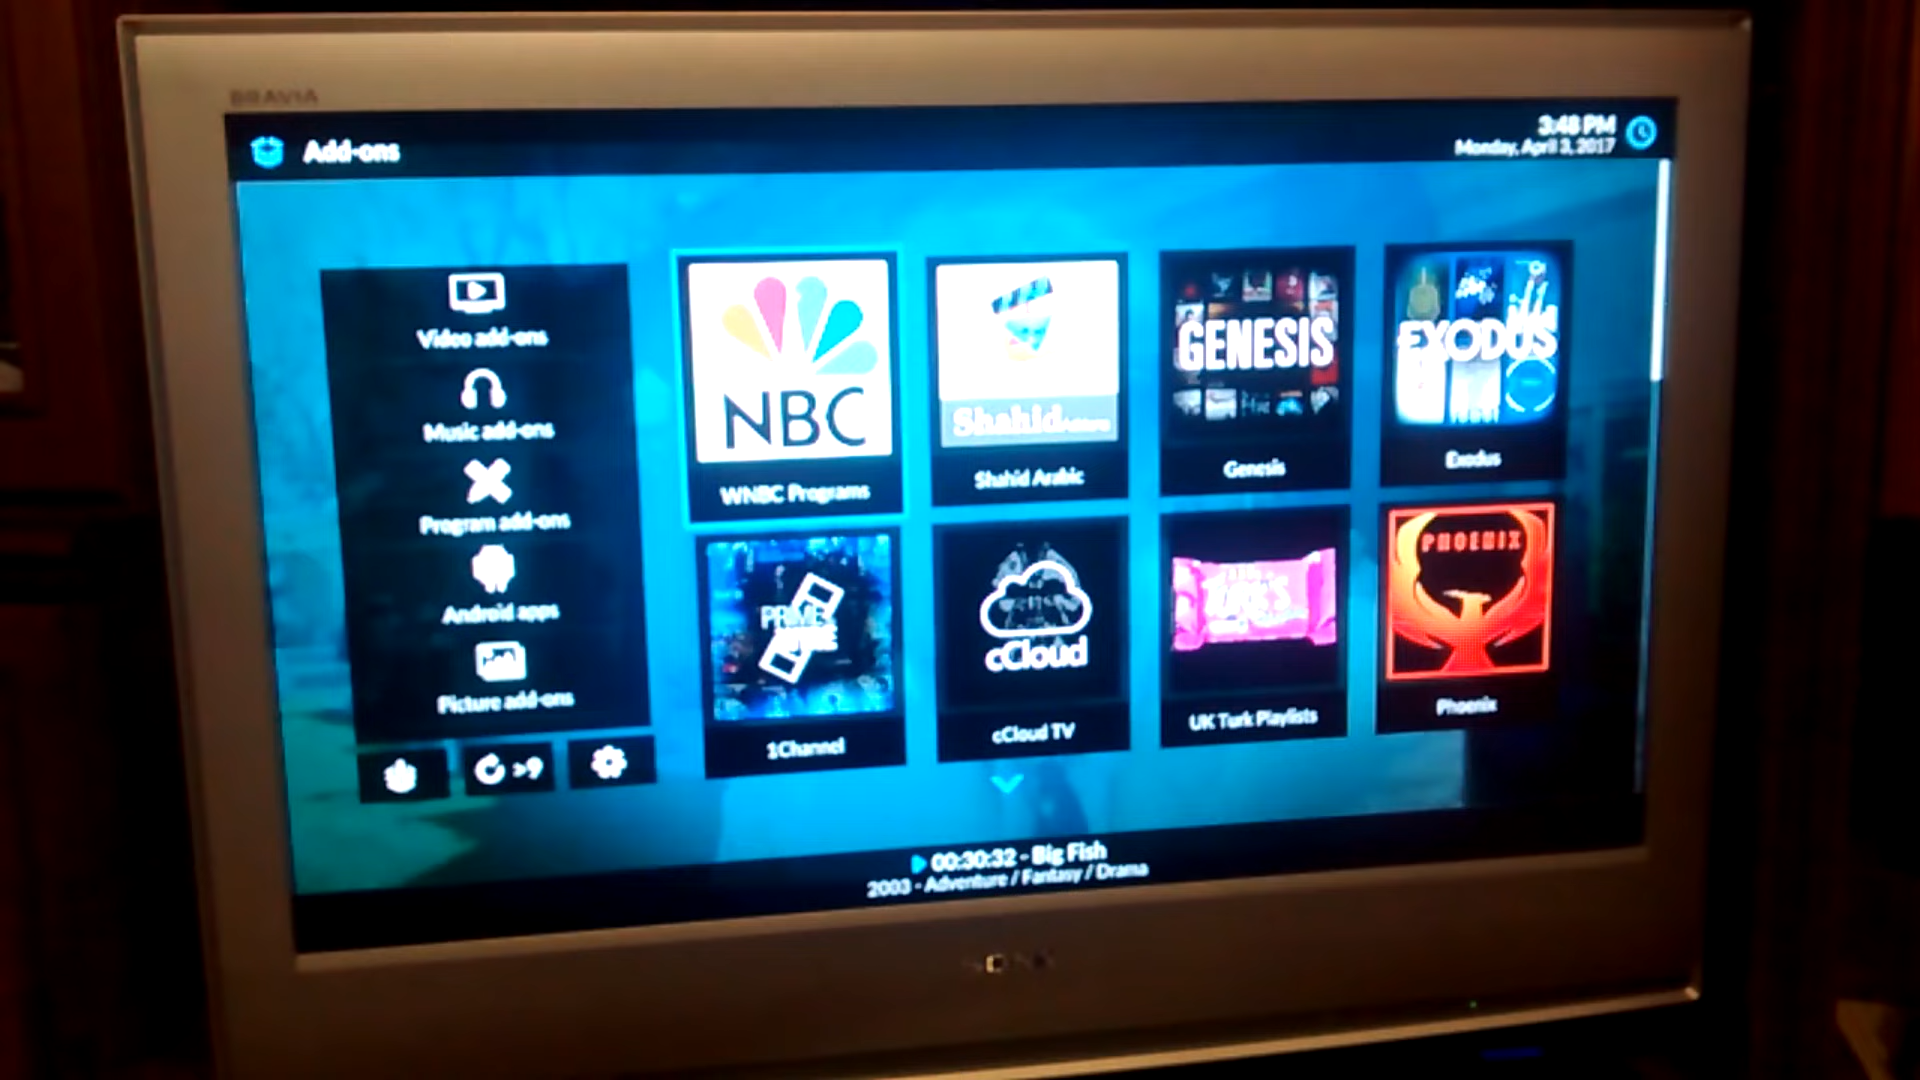 BRAVIA
Add-ons
3:48 PM
Monday, April 3, 2017
Video add-ons
Music add-ons
Program add-ons
Android apps
Picture add-ons
>9
NBC
WNBC Programs
Shahid
Shahid Arabic
GENESIS
Genesis
EXODUS
Exodus
PRIME
1Channel
cCloud
cCloud TV
UK Turk Playlists
PHOENIX
Phoenix
00:30:32 - Big Fish
2003 - Adventure / Fantasy / Drama
SONY